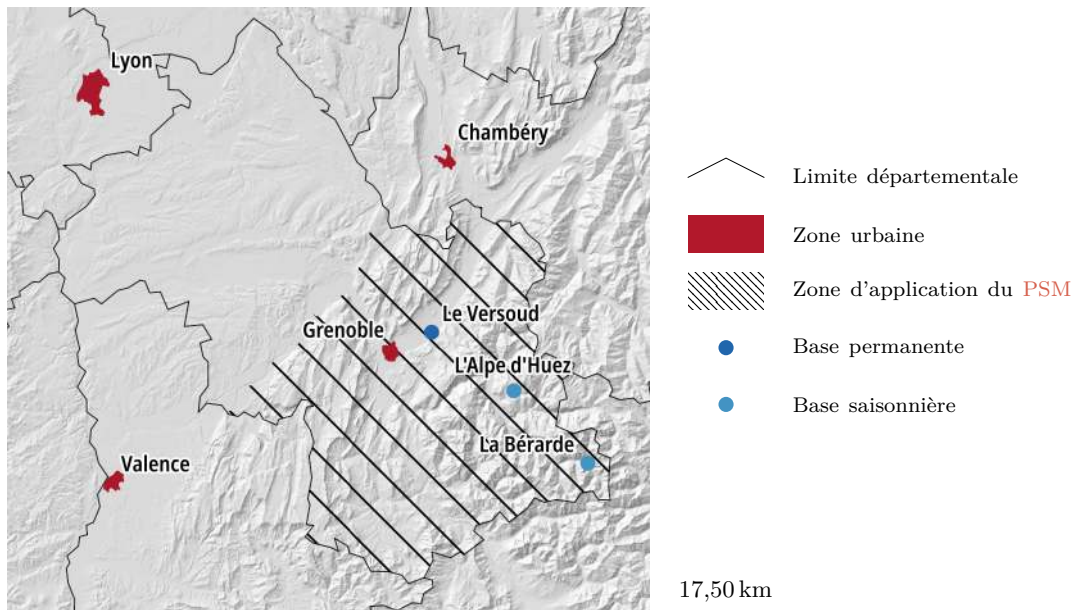 Lyon
Chambéry
Le Versoud
Grenoble
L'Alpe d'Huez
La Bérarde
Valence
Limite départementale
Zone urbaine
Zone d'application du PSM
Base permanente
Base saisonnière
17,50 km